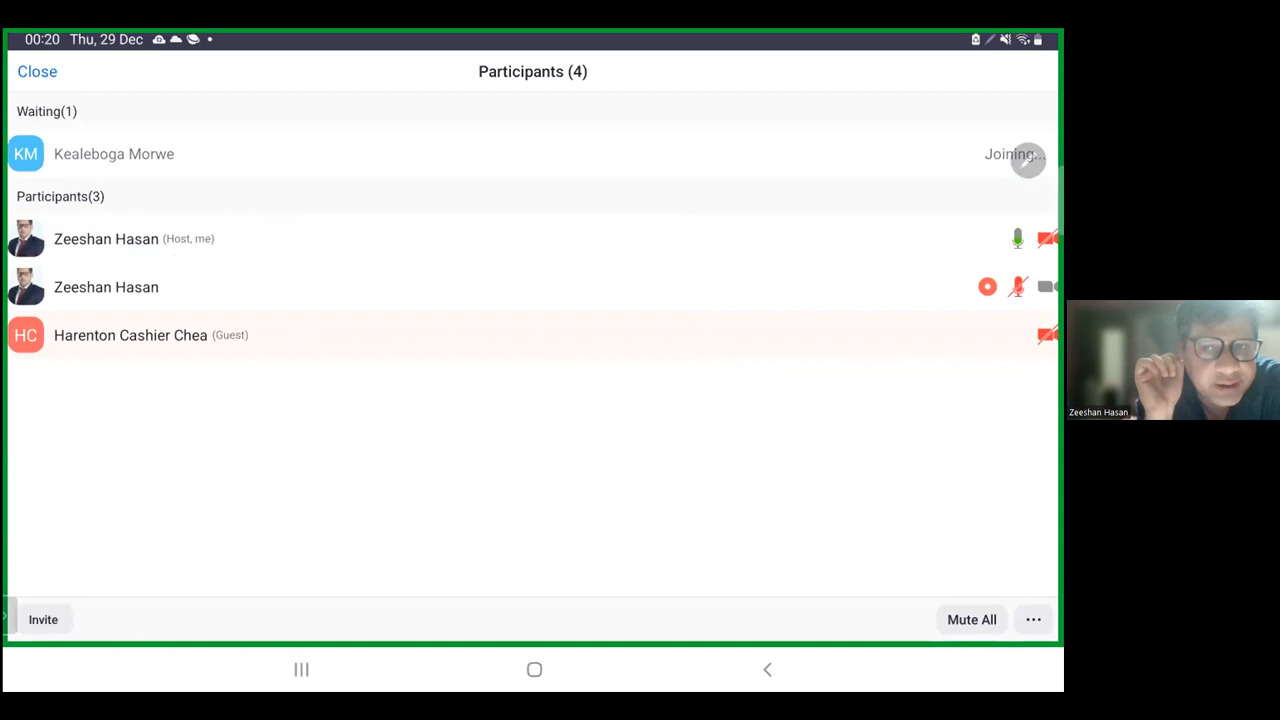 00:20 Thu, 29 Dec
Close
Participants (4)
Waiting(1)
KM Kealeboga Morwe Joining...
Participants(3)
Zeeshan Hasan (Host, me)
Zeeshan Hasan
HC Harenton Cashier Chea (Guest)
Zeeshan Hasan
Invite
Mute All